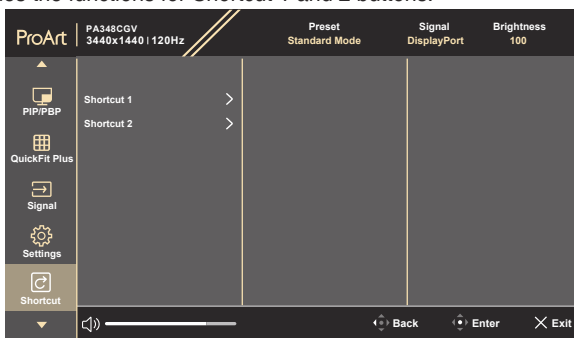 ProArt
PA348CGV
3440x1440 | 120Hz
Preset
Standard Mode
Signal
DisplayPort
Brightness
100
PIP/PBP
QuickFit Plus
Signal
Settings
Shortcut
Shortcut 1
Shortcut 2
Back
Enter
Exit